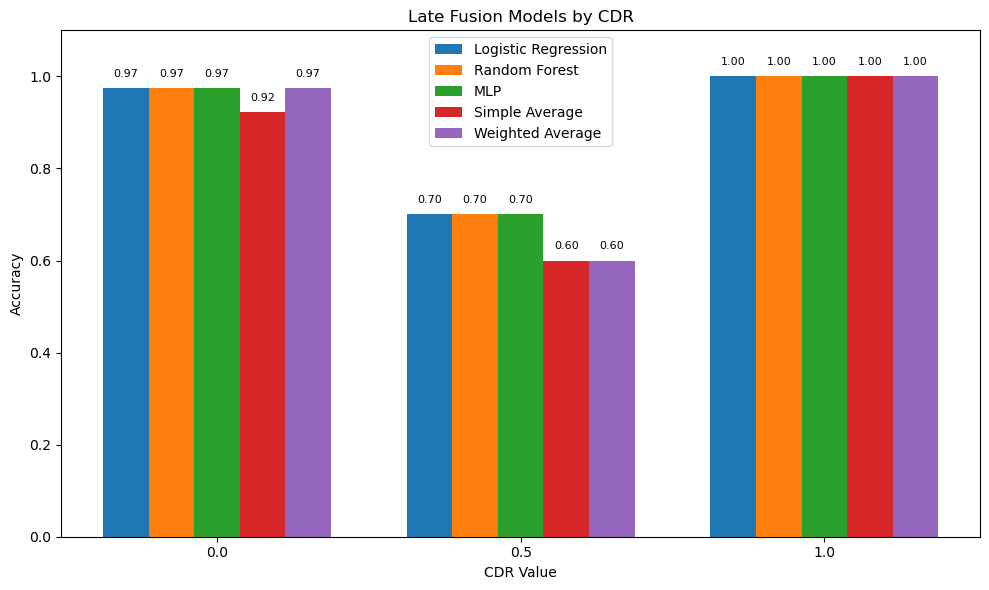 Late Fusion Models by CDR
Logistic Regression
Random Forest
MLP
Simple Average
Weighted Average
Accuracy
1.0
0.8
0.6
0.4
0.2
0.0
0.97 0.97 0.97 0.92 0.97
0.70 0.70 0.70 0.60 0.60
1.00 1.00 1.00 1.00 1.00
0.0 0.5 1.0
CDR Value